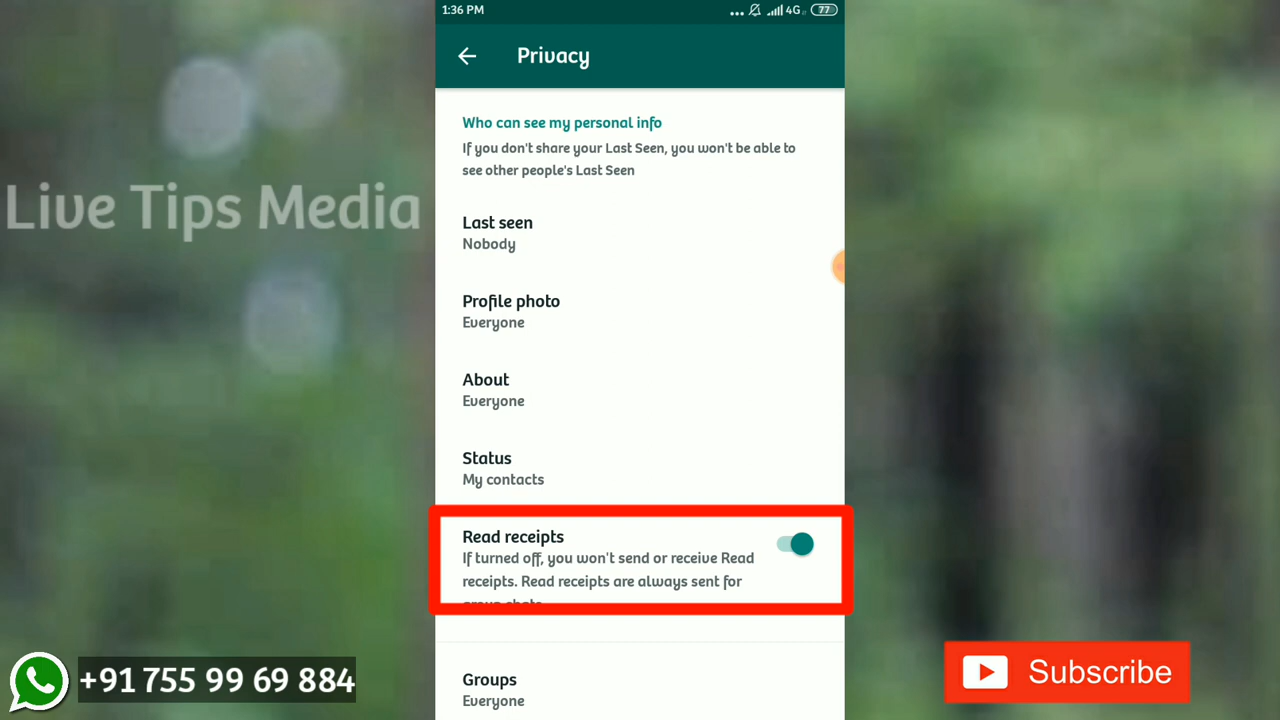 1:36 PM
4G
77
Privacy
Who can see my personal info
If you don't share your Last Seen, you won't be able to
see other people's Last Seen
Live Tips Media
Last seen
Nobody
Profile photo
Everyone
About
Everyone
Status
My contacts
Read receipts
If turned off, you won't send or receive Read
receipts. Read receipts are always sent for
group chats.
Groups
Everyone
+91 755 99 69 884
Subscribe